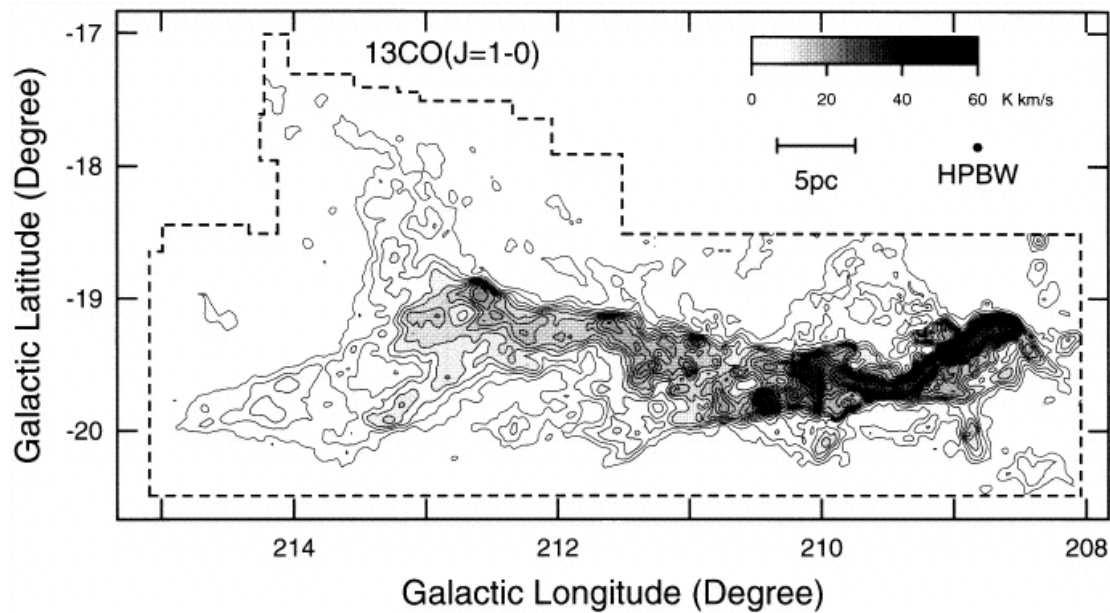 -17
13CO(J=1-0)
0 20 40 60 K km/s
-18
5pc
HPBW
Galactic Latitude (Degree)
-19
-20
214 212 210 208
Galactic Longitude (Degree)